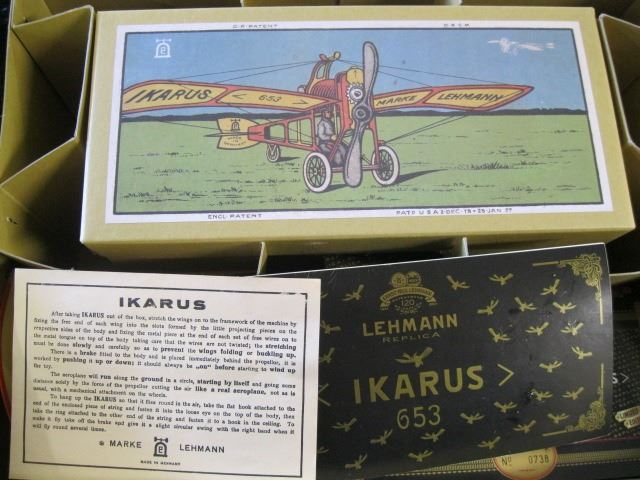 D.R. PATENT D.R.G.M.
IKARUS < 653 > MARKE LEHMANN
MADE IN GERMANY
ENGL. PATENT PAT'D U S A 2·DEC·13 + 25·JAN 27
IKARUS
After taking IKARUS out of the box, stretch the wings on to the framework of the machine by
fixing the free end of each wing into the slots formed by the little projecting pieces on the
respective sides of the body and fixing the metal piece at the end of each set of free wires on to
the metal tongue on top of the body taking care that the wires are not twisted; the stretching
must be done slowly and carefully so as to prevent the wings folding or buckling up.
There is a brake fitted to the body and is placed immediately behind the propellor, it is
worked by pushing it up or down; it should always be „on" before starting to wind up
the toy.
The aeroplane will run along the ground in a circle, starting by itself and going some
distance solely by the force of the propellor cutting the air like a real aeroplane, not as is
usual, with a mechanical attachment on the wheels.
To hang up the IKARUS so that it flies round in the air, take the flat hook attached to the
end of the enclosed piece of string and fasten it into the loose eye on the top of the body, then
take the ring attached to the other end of the string and fasten it to a hook in the ceiling. To
make it fly take off the brake and give it a slight circular swing with the right hand when it
will fly round several times.
MARKE LEHMANN
MADE IN GERMANY
120
LEHMANN
REPLICA
IKARUS >
653
Nº 0738